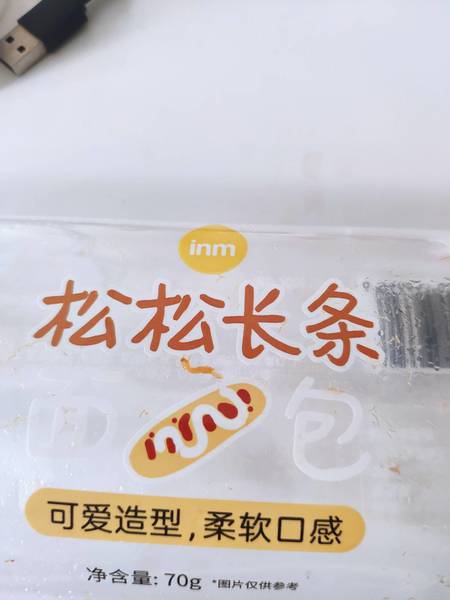 inm
松松长条
面包
可爱造型,柔软口感
净含量: 70g *图片仅供参考